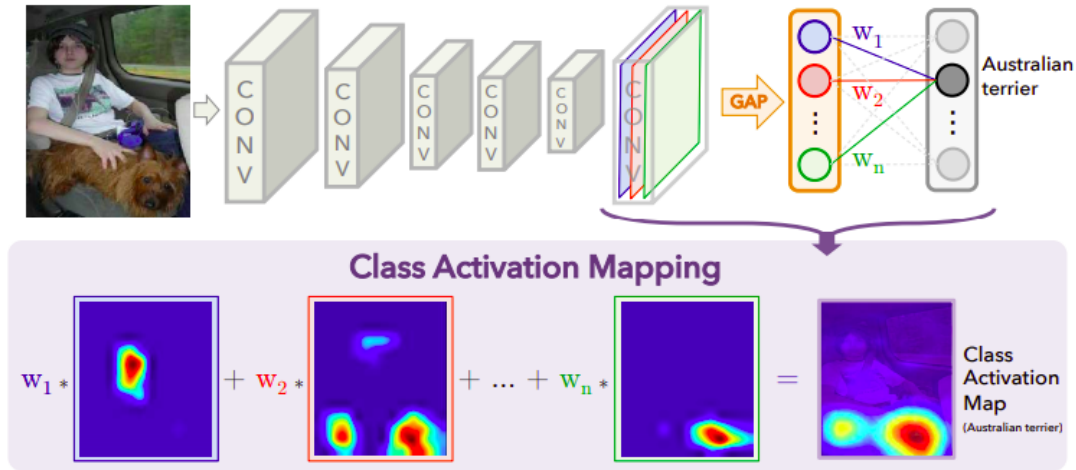 CONV
CONV
CONV
CONV
CONV
CONV
GAP
w1
w2
⋮
wn
⋮
Australian
terrier
Class Activation Mapping
w1 * + w2 * + ... + wn * =
Class
Activation
Map
(Australian terrier)